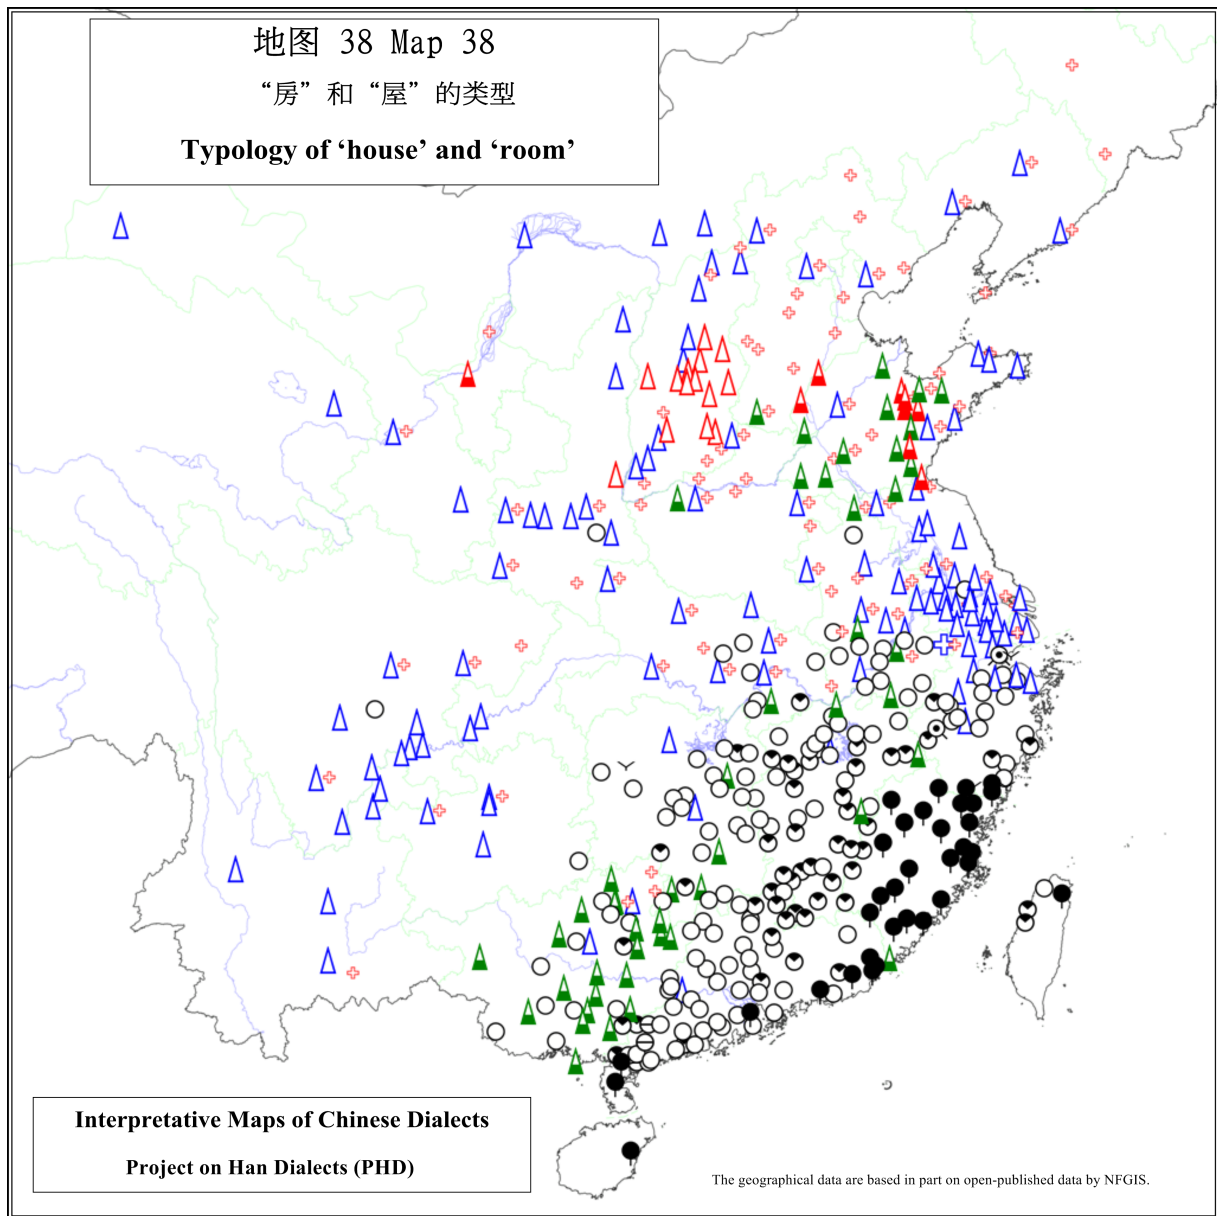 地图 38 Map 38
“房”和“屋”的类型
Typology of ‘house’ and ‘room’
Interpretative Maps of Chinese Dialects
Project on Han Dialects (PHD)
The geographical data are based in part on open-published data by NFGIS.